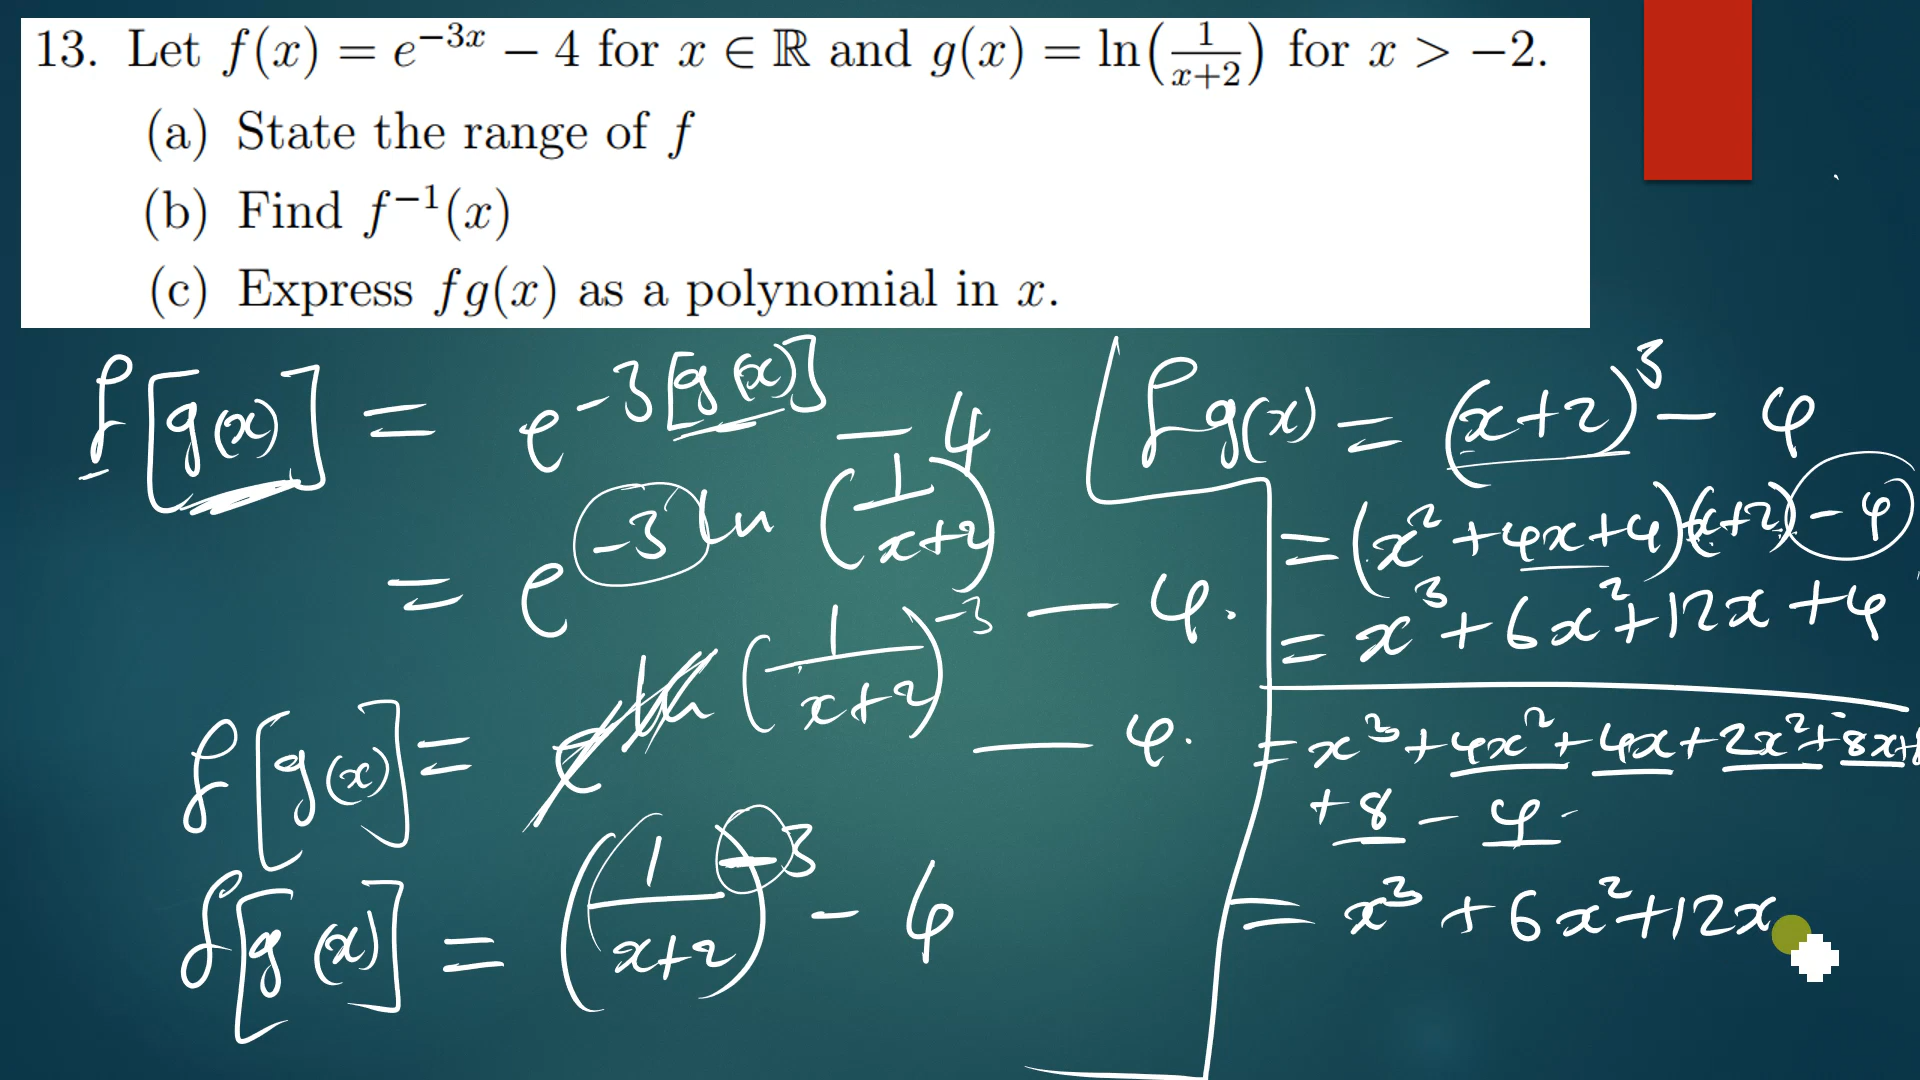 13. Let f(x) = e^{-3x} − 4 for x ∈ ℝ and g(x) = ln(1/(x+2)) for x > −2.
(a) State the range of f
(b) Find f^{-1}(x)
(c) Express fg(x) as a polynomial in x.
f[g(x)] = e^{-3[g(x)]} − 4
= e^{-3 ln(1/(x+2))} − 4.
f[g(x)] = e^{ln(1/(x+2))^{-3}} − 4.
f[g(x)] = (1/(x+2))^{-3} − 4
fg(x) = (x+2)^3 − 4
= (x^2 + 4x + 4)(x+2) − 4
= x^3 + 6x^2 + 12x + 4
= x^3 + 4x^2 + 4x + 2x^2 + 8x +
+ 8 − 4
= x^3 + 6x^2 + 12x